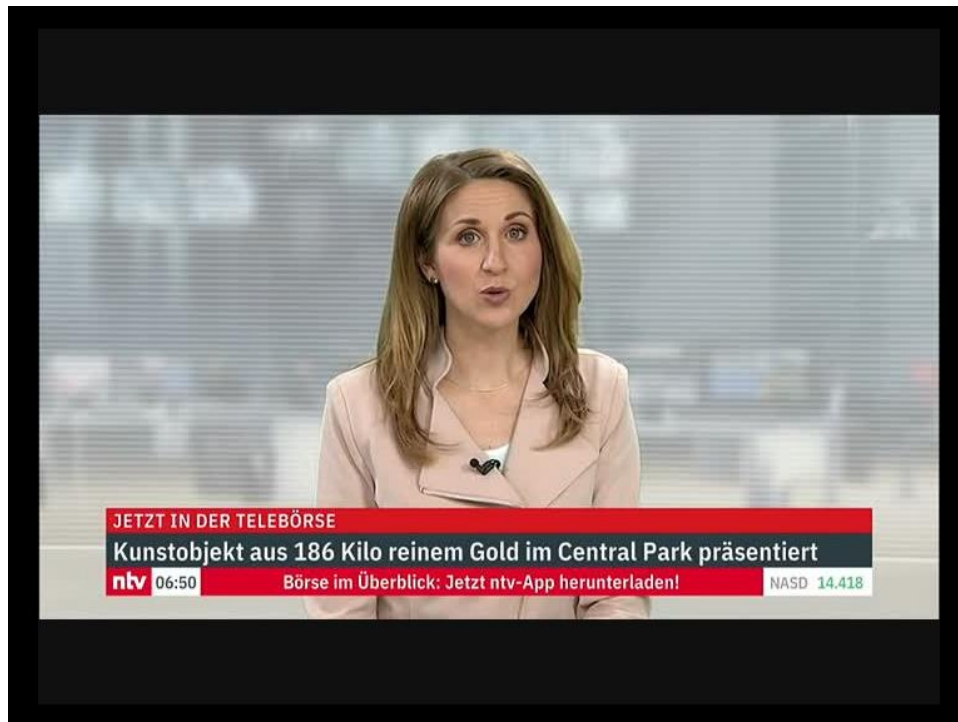 JETZT IN DER TELEBÖRSE
Kunstobjekt aus 186 Kilo reinem Gold im Central Park präsentiert
ntv 06:50 Börse im Überblick: Jetzt ntv-App herunterladen! NASD 14.418